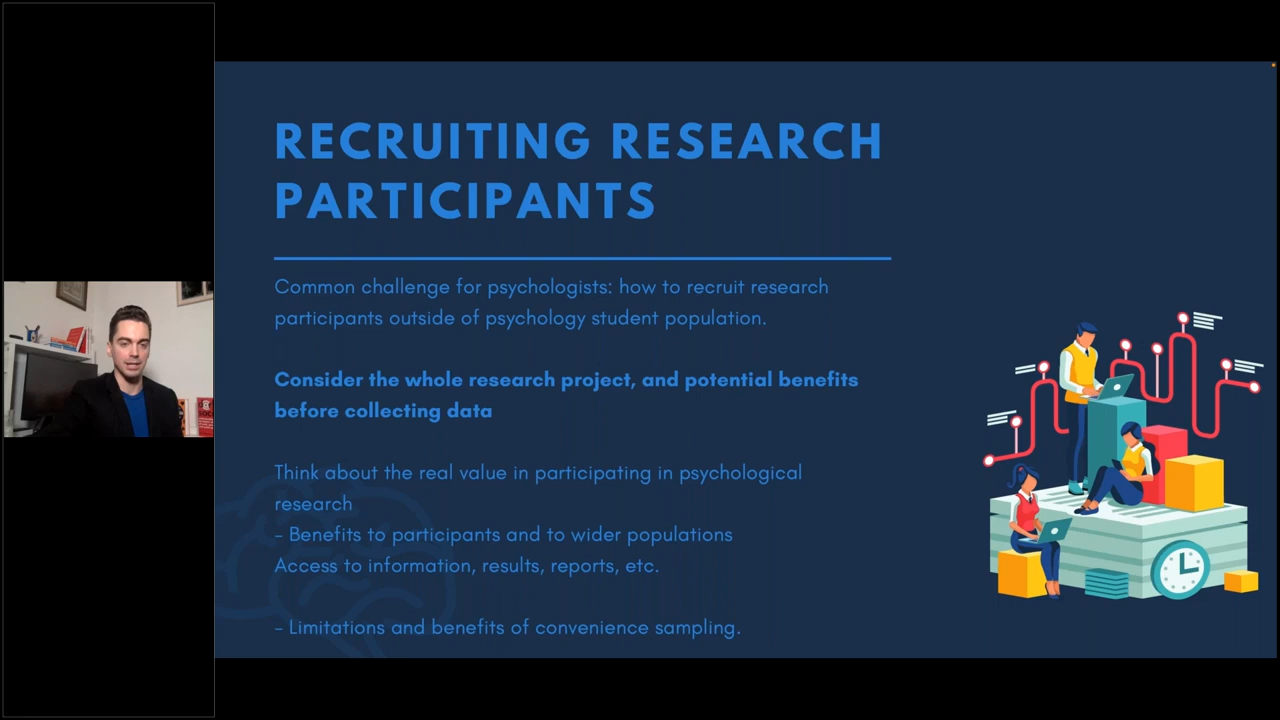 RECRUITING RESEARCH
PARTICIPANTS
Common challenge for psychologists: how to recruit research
participants outside of psychology student population.
Consider the whole research project, and potential benefits
before collecting data
Think about the real value in participating in psychological
research
– Benefits to participants and to wider populations
Access to information, results, reports, etc.
– Limitations and benefits of convenience sampling.